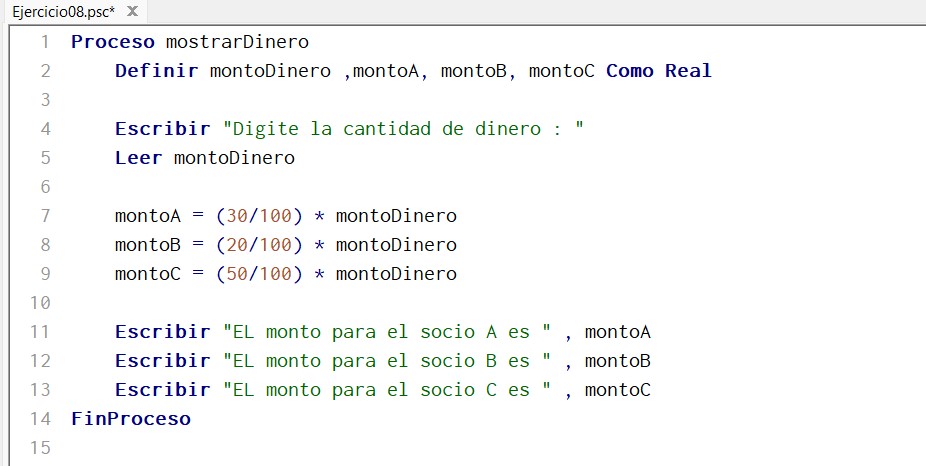 Ejercicio08.psc* X
1 Proceso mostrarDinero
2 Definir montoDinero ,montoA, montoB, montoC Como Real
3
4 Escribir "Digite la cantidad de dinero : "
5 Leer montoDinero
6
7 montoA = (30/100) * montoDinero
8 montoB = (20/100) * montoDinero
9 montoC = (50/100) * montoDinero
10
11 Escribir "EL monto para el socio A es " , montoA
12 Escribir "EL monto para el socio B es " , montoB
13 Escribir "EL monto para el socio C es " , montoC
14 FinProceso
15